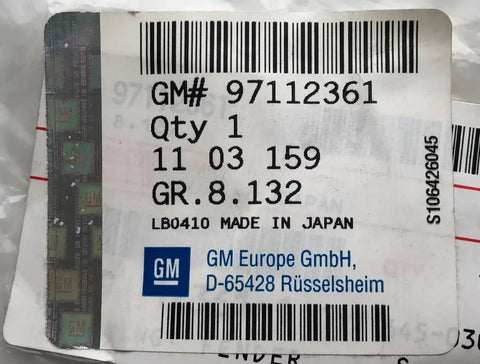 GM# 97112361
Qty 1
11 03 159
GR.8.132
LB0410 MADE IN JAPAN
GM
GM Europe GmbH,
D-65428 Rüsselsheim
S106426045
FENDER